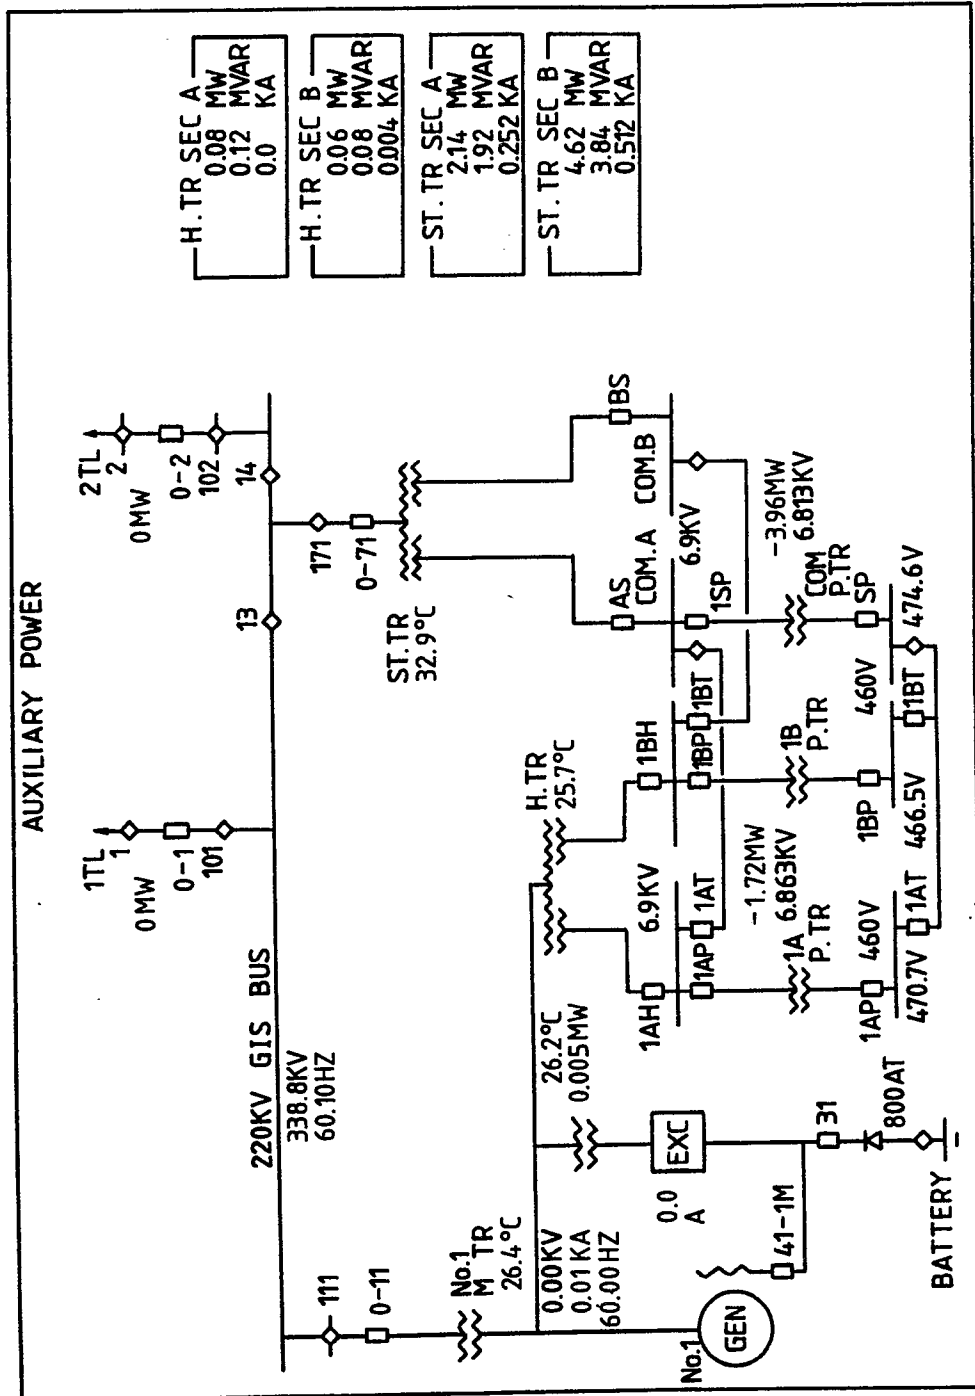 AUXILIARY POWER
1TL
1
0MW
0-1
101
2TL
2
0MW
0-2
102
220KV GIS BUS
338.8KV
60.10HZ
13
14
111
0-11
171
0-71
No.1
M TR
26.4°C
ST.TR
32.9°C
H.TR
25.7°C
0.00KV
0.01KA
60.00HZ
26.2°C
0.005MW
0.0
A
EXC
No.1
GEN
41-1M
31
800AT
BATTERY
1AH
6.9KV
1BH
AS
COM.A
COM.B
BS
1AP
1AT
1BP
1BT
1SP
6.9KV
-1.72MW
6.863KV
-3.96MW
6.813KV
1A
P.TR
1B
P.TR
COM
P.TR
1AP
460V
1BP
460V
SP
470.7V
1AT
466.5V
1BT
474.6V
H.TR SEC A
0.08 MW
0.12 MVAR
0.0 KA
H.TR SEC B
0.06 MW
0.08 MVAR
0.004 KA
ST.TR SEC A
2.14 MW
1.92 MVAR
0.252 KA
ST.TR SEC B
4.62 MW
3.84 MVAR
0.512 KA